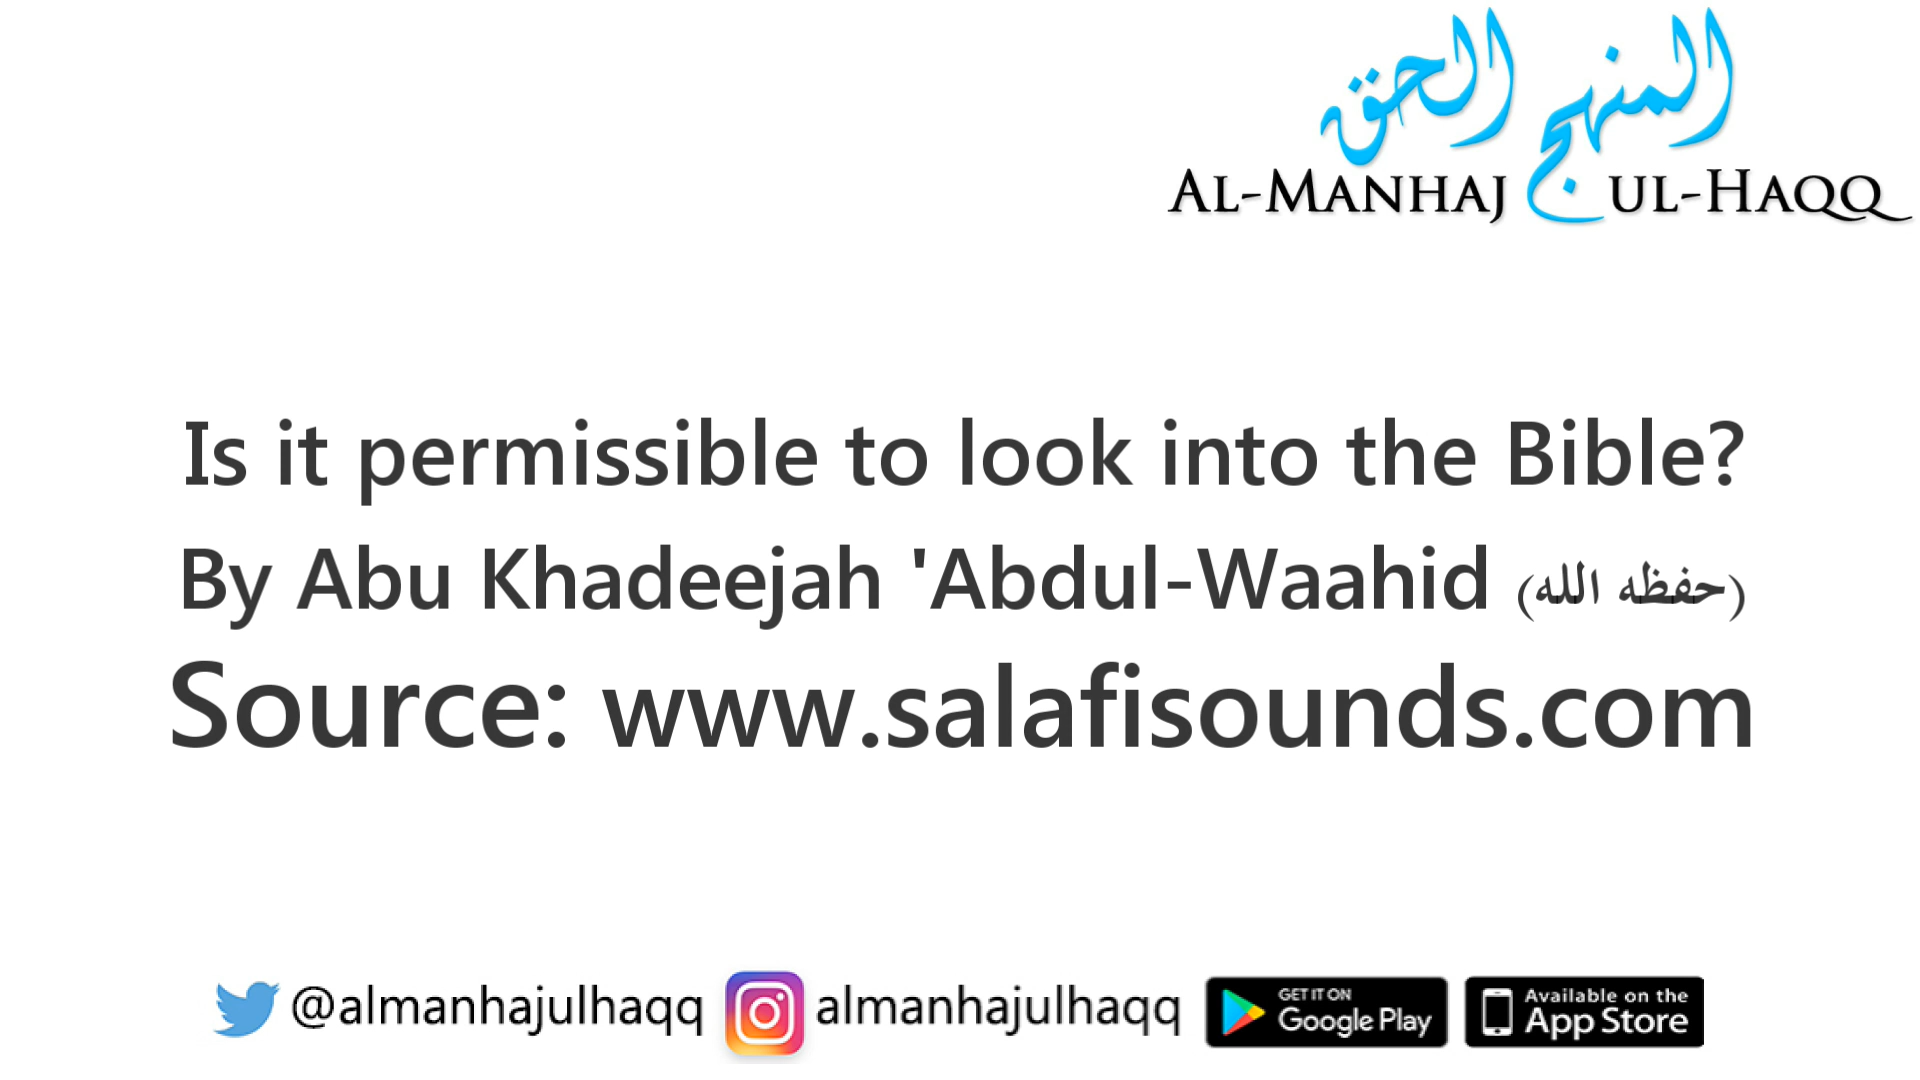 المنهج الحق
AL-MANHAJ UL-HAQQ
Is it permissible to look into the Bible?
By Abu Khadeejah 'Abdul-Waahid (حفظه الله)
Source: www.salafisounds.com
@almanhajulhaqq almanhajulhaqq GET IT ON Google Play Available on the App Store